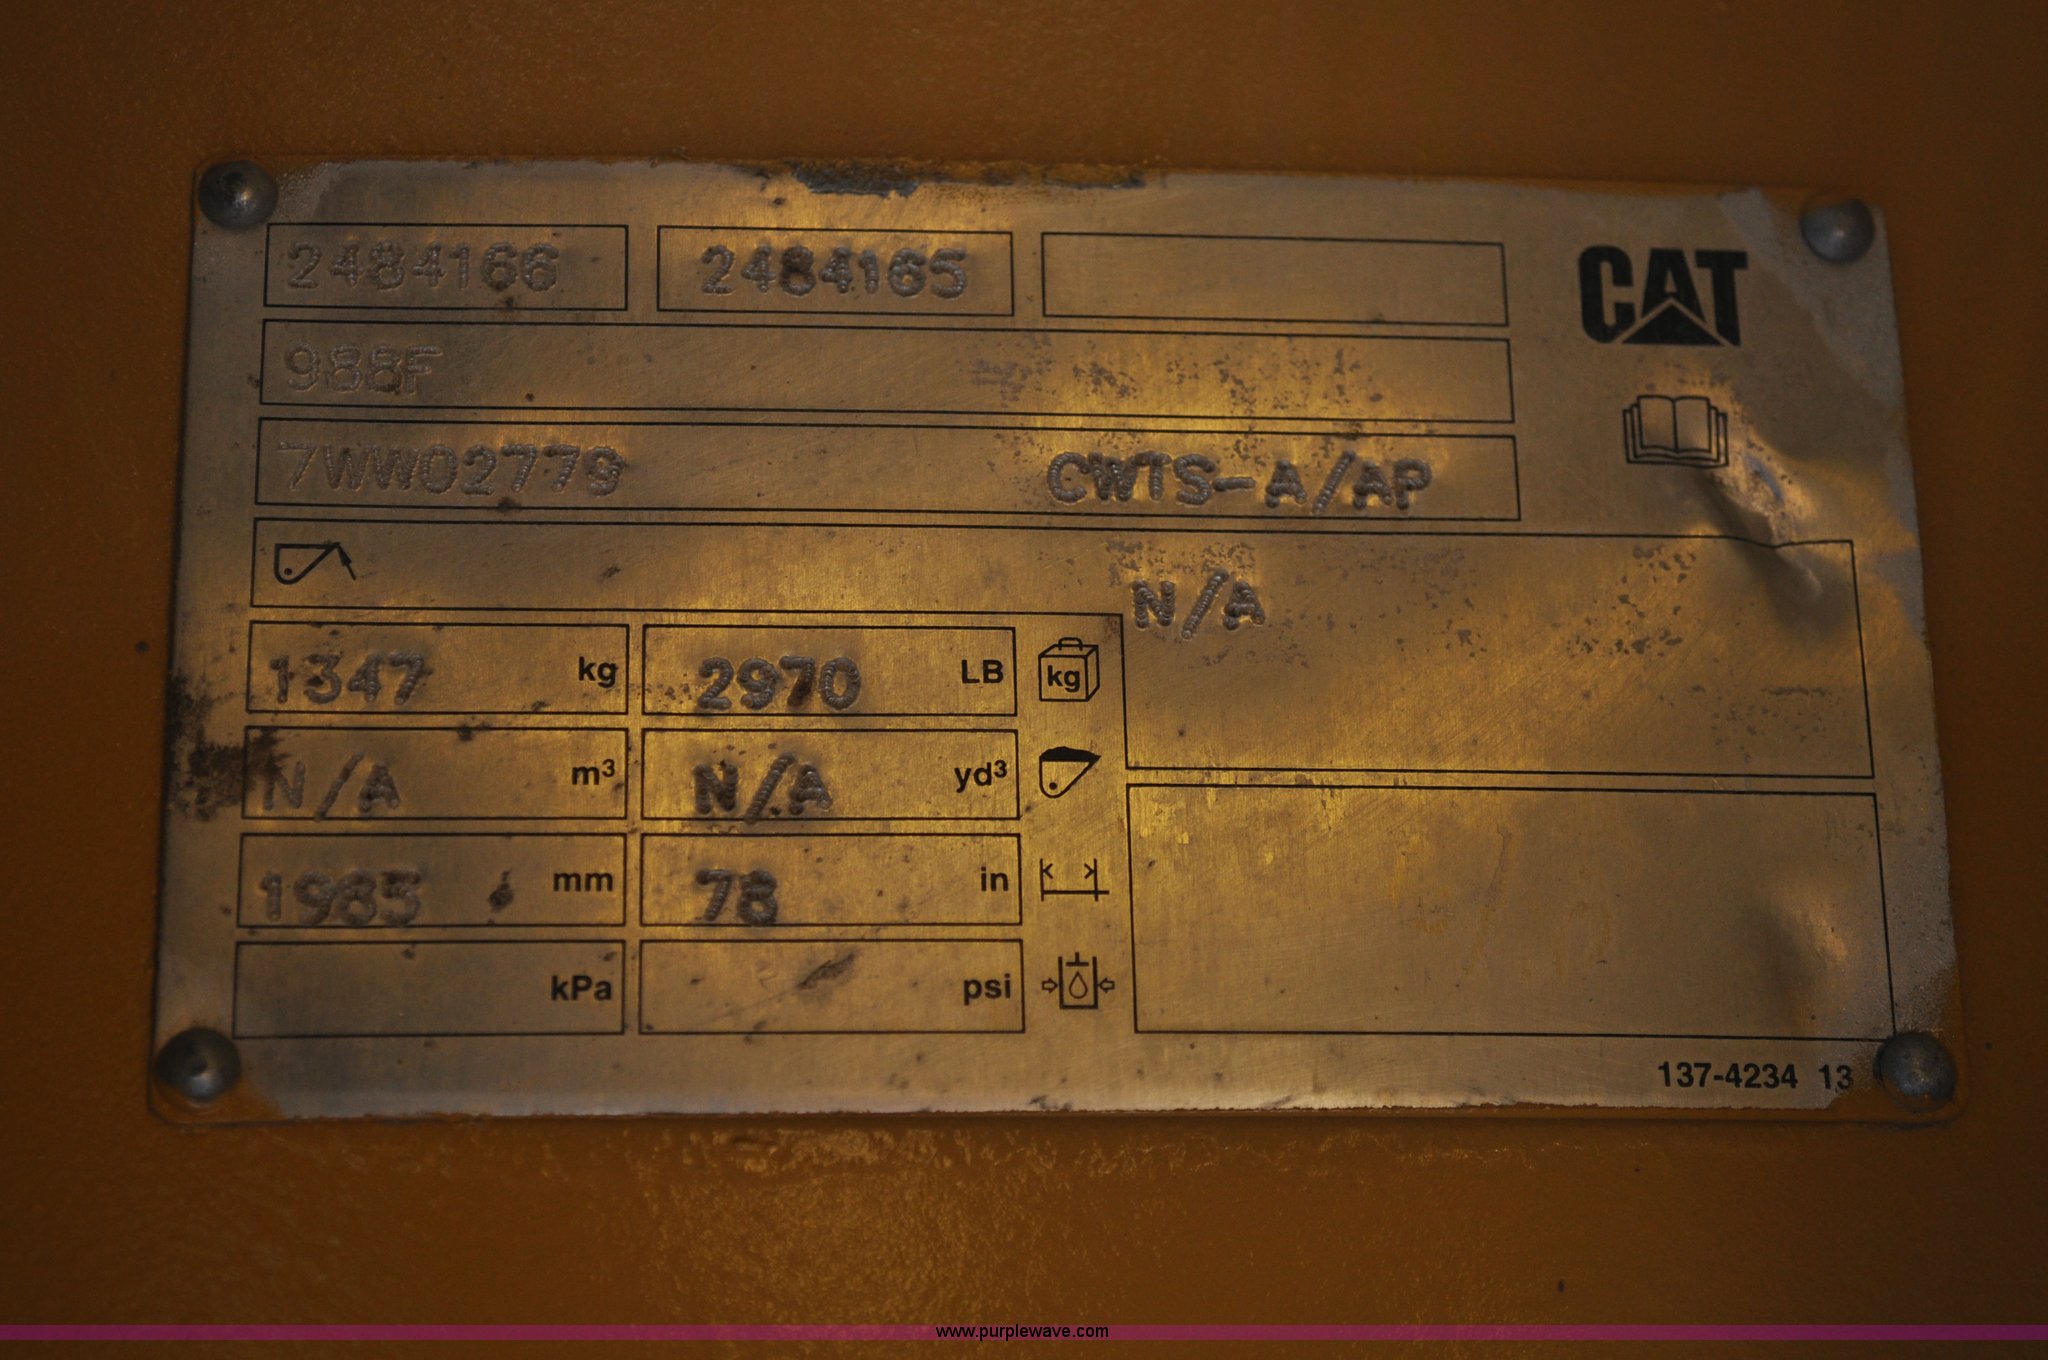 2484166 2484165
CAT
988F
7WW02779 CWTS-A/AP
N/A
1347 kg 2970 LB kg
N/A m³ N/A yd³
1985 mm 78 in
kPa psi
137-4234 13
www.purplewave.com